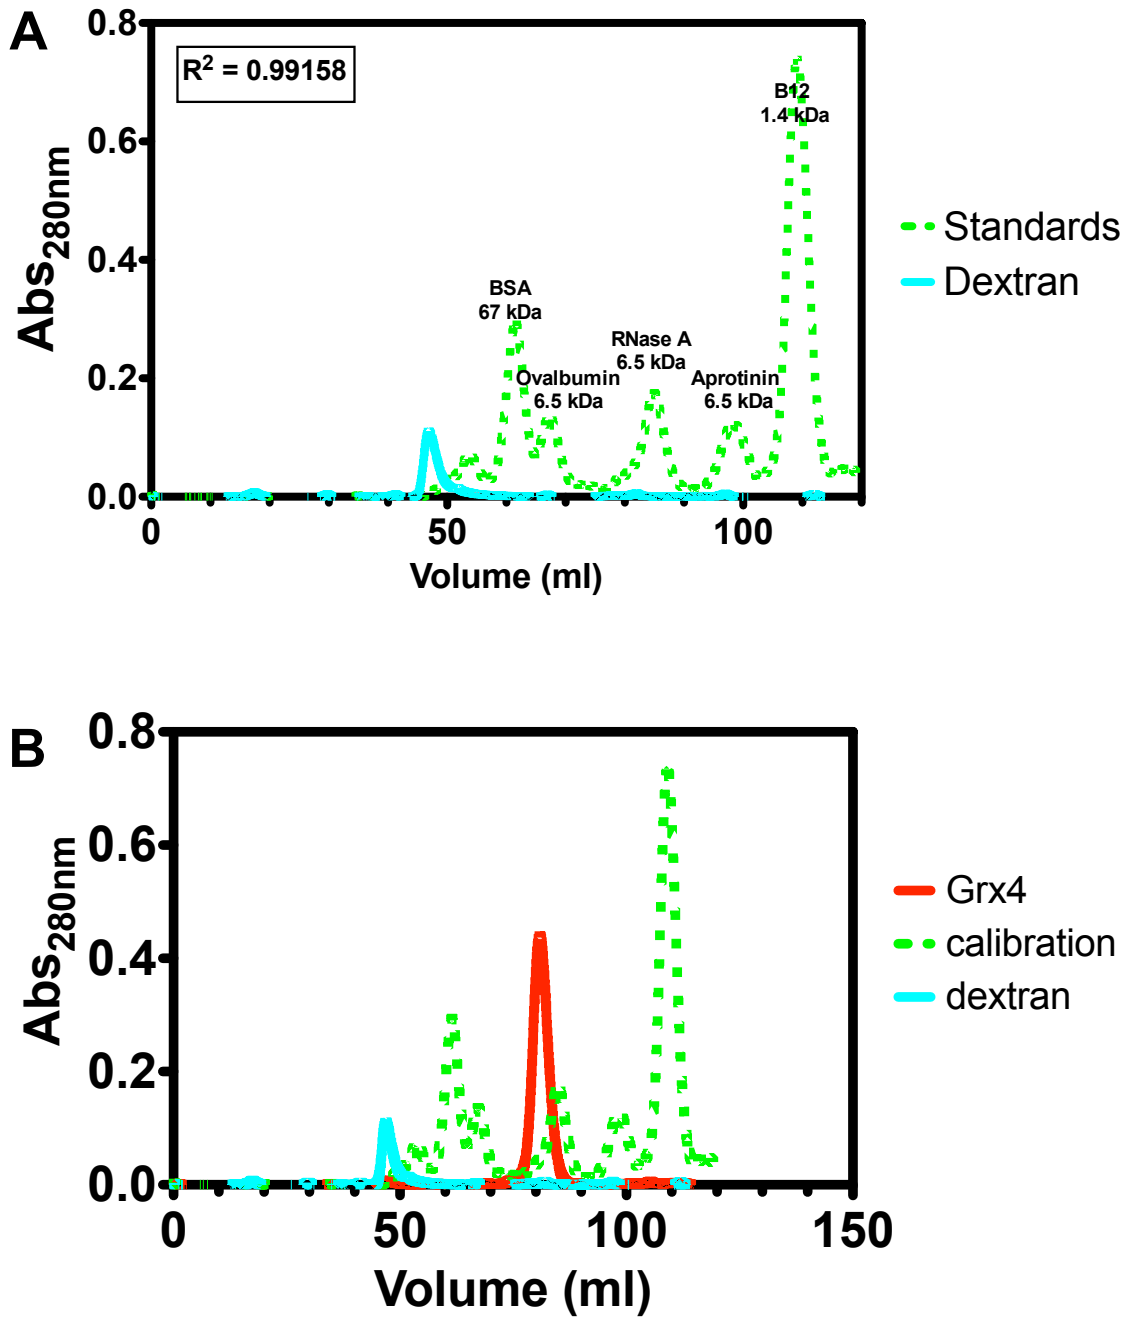 A
0.8
R2 = 0.99158
B12
1.4 kDa
0.6
Abs280nm
Standards
Dextran
0.4
BSA
67 kDa
RNase A
6.5 kDa
Ovalbumin
6.5 kDa
Aprotinin
6.5 kDa
0.2
0.0
0 50 100
Volume (ml)
B
0.8
0.6
Abs280nm
Grx4
calibration
dextran
0.4
0.2
0.0
0 50 100 150
Volume (ml)